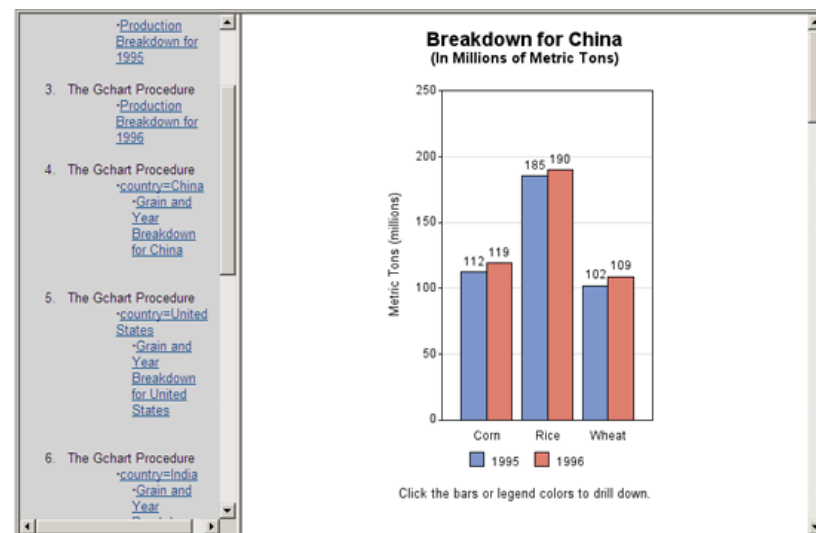 ·Production
Breakdown for
1995
3. The Gchart Procedure
·Production
Breakdown for
1996
4. The Gchart Procedure
·country=China
·Grain and
Year
Breakdown
for China
5. The Gchart Procedure
·country=United
States
·Grain and
Year
Breakdown
for United
States
6. The Gchart Procedure
·country=India
·Grain and
Year
Breakdown for China
(In Millions of Metric Tons)
Metric Tons (millions)
250
200
150
100
50
0
112 119
185 190
102 109
Corn Rice Wheat
1995 1996
Click the bars or legend colors to drill down.